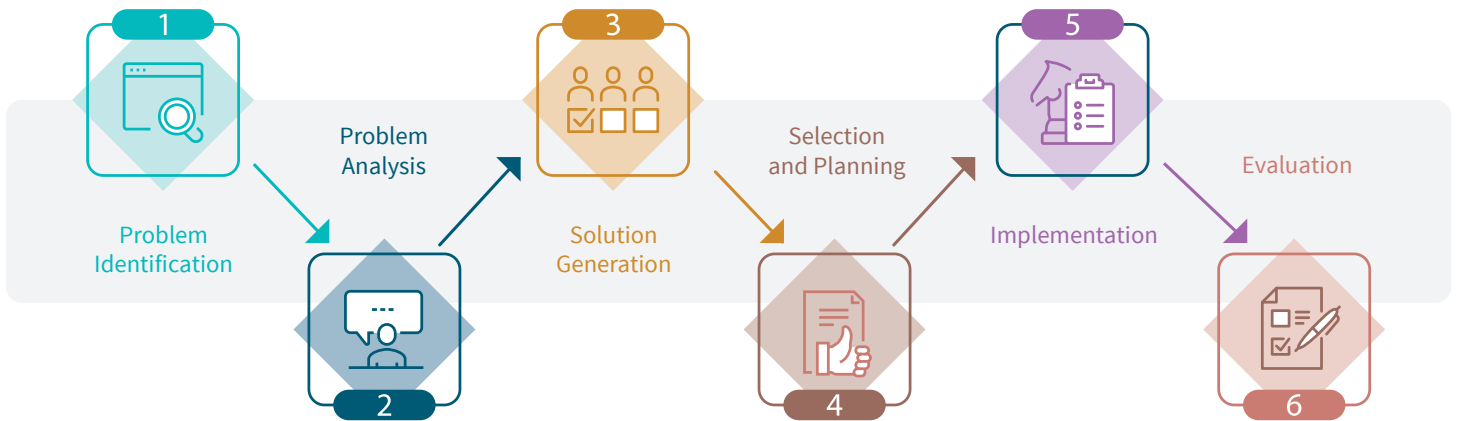 1
Problem
Identification
2
Problem
Analysis
3
Solution
Generation
4
Selection
and Planning
5
Implementation
6
Evaluation